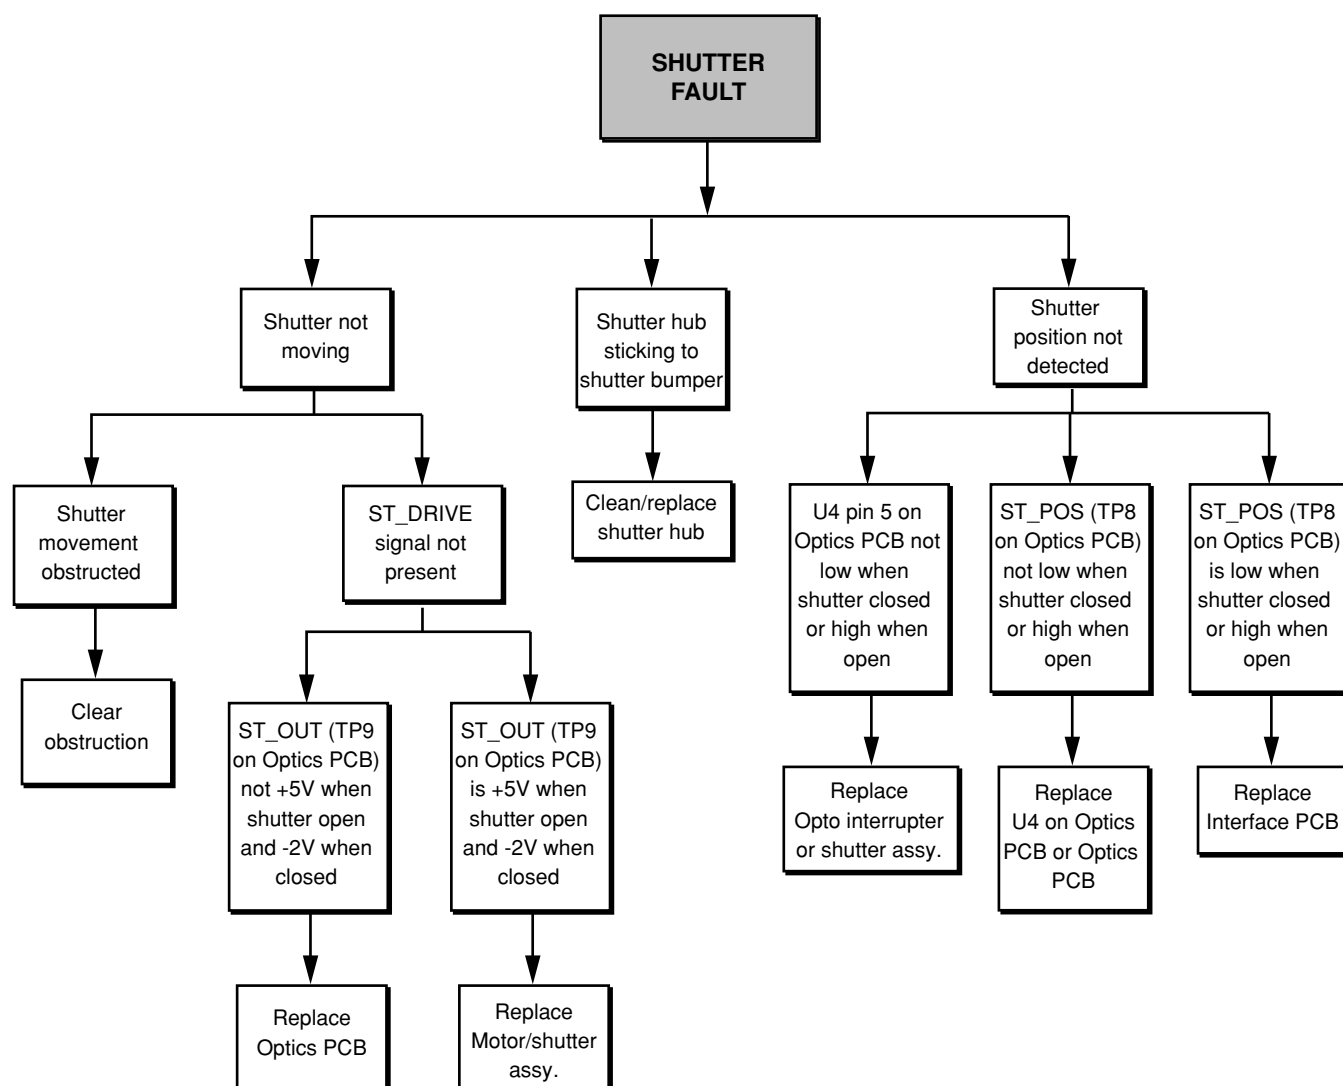 SHUTTER
FAULT
Shutter not
moving
Shutter hub
sticking to
shutter bumper
Shutter
position not
detected
Shutter
movement
obstructed
ST_DRIVE
signal not
present
Clean/replace
shutter hub
U4 pin 5 on
Optics PCB not
low when
shutter closed
or high when
open
ST_POS (TP8
on Optics PCB)
not low when
shutter closed
or high when
open
ST_POS (TP8
on Optics PCB)
is low when
shutter closed
or high when
open
Clear
obstruction
ST_OUT (TP9
on Optics PCB)
not +5V when
shutter open
and -2V when
closed
ST_OUT (TP9
on Optics PCB)
is +5V when
shutter open
and -2V when
closed
Replace
Opto interrupter
or shutter assy.
Replace
U4 on Optics
PCB or Optics
PCB
Replace
Interface PCB
Replace
Optics PCB
Replace
Motor/shutter
assy.